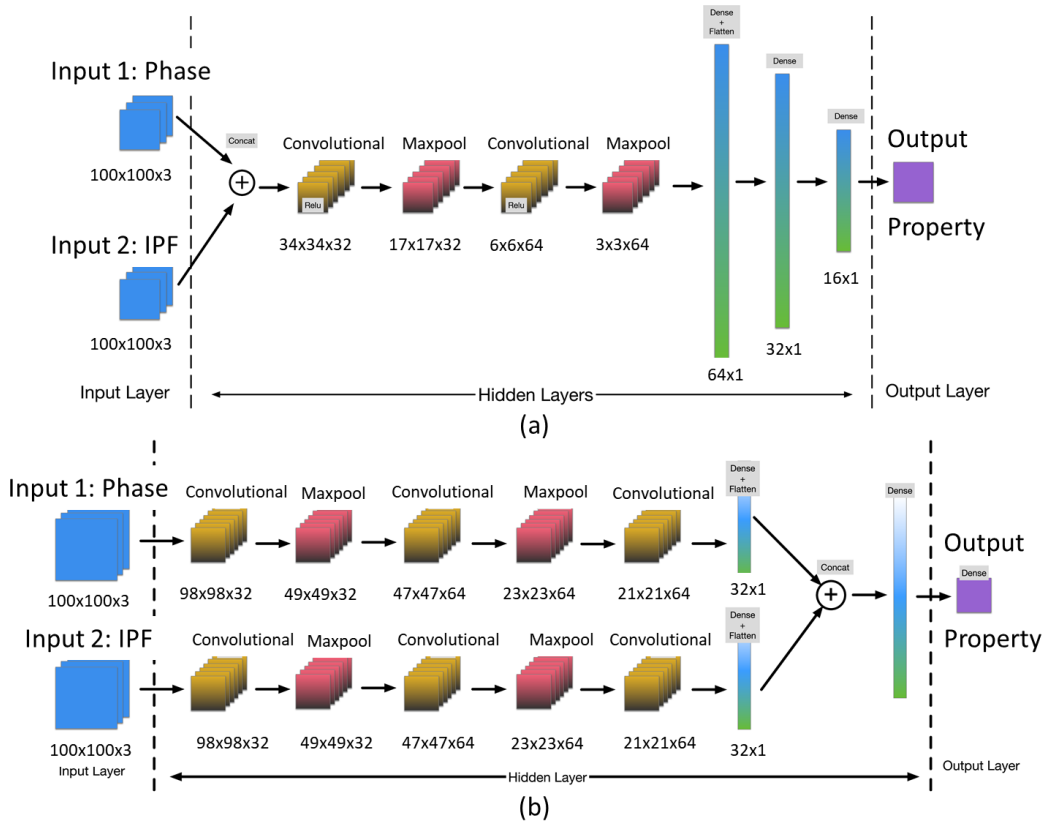 Input 1: Phase
100x100x3
Input 2: IPF
100x100x3
Input Layer
Concat
Convolutional
Relu
34x34x32
Maxpool
17x17x32
Convolutional
Relu
6x6x64
Maxpool
3x3x64
Dense
+
Flatten
64x1
Dense
32x1
Dense
16x1
Hidden Layers
Output
Property
Output Layer
(a)
Input 1: Phase
100x100x3
Convolutional
98x98x32
Maxpool
49x49x32
Convolutional
47x47x64
Maxpool
23x23x64
Convolutional
21x21x64
Dense
+
Flatten
32x1
Input 2: IPF
100x100x3
Input Layer
Convolutional
98x98x32
Maxpool
49x49x32
Convolutional
47x47x64
Maxpool
23x23x64
Convolutional
21x21x64
Dense
+
Flatten
32x1
Concat
Dense
Hidden Layer
Output
Dense
Property
Output Layer
(b)